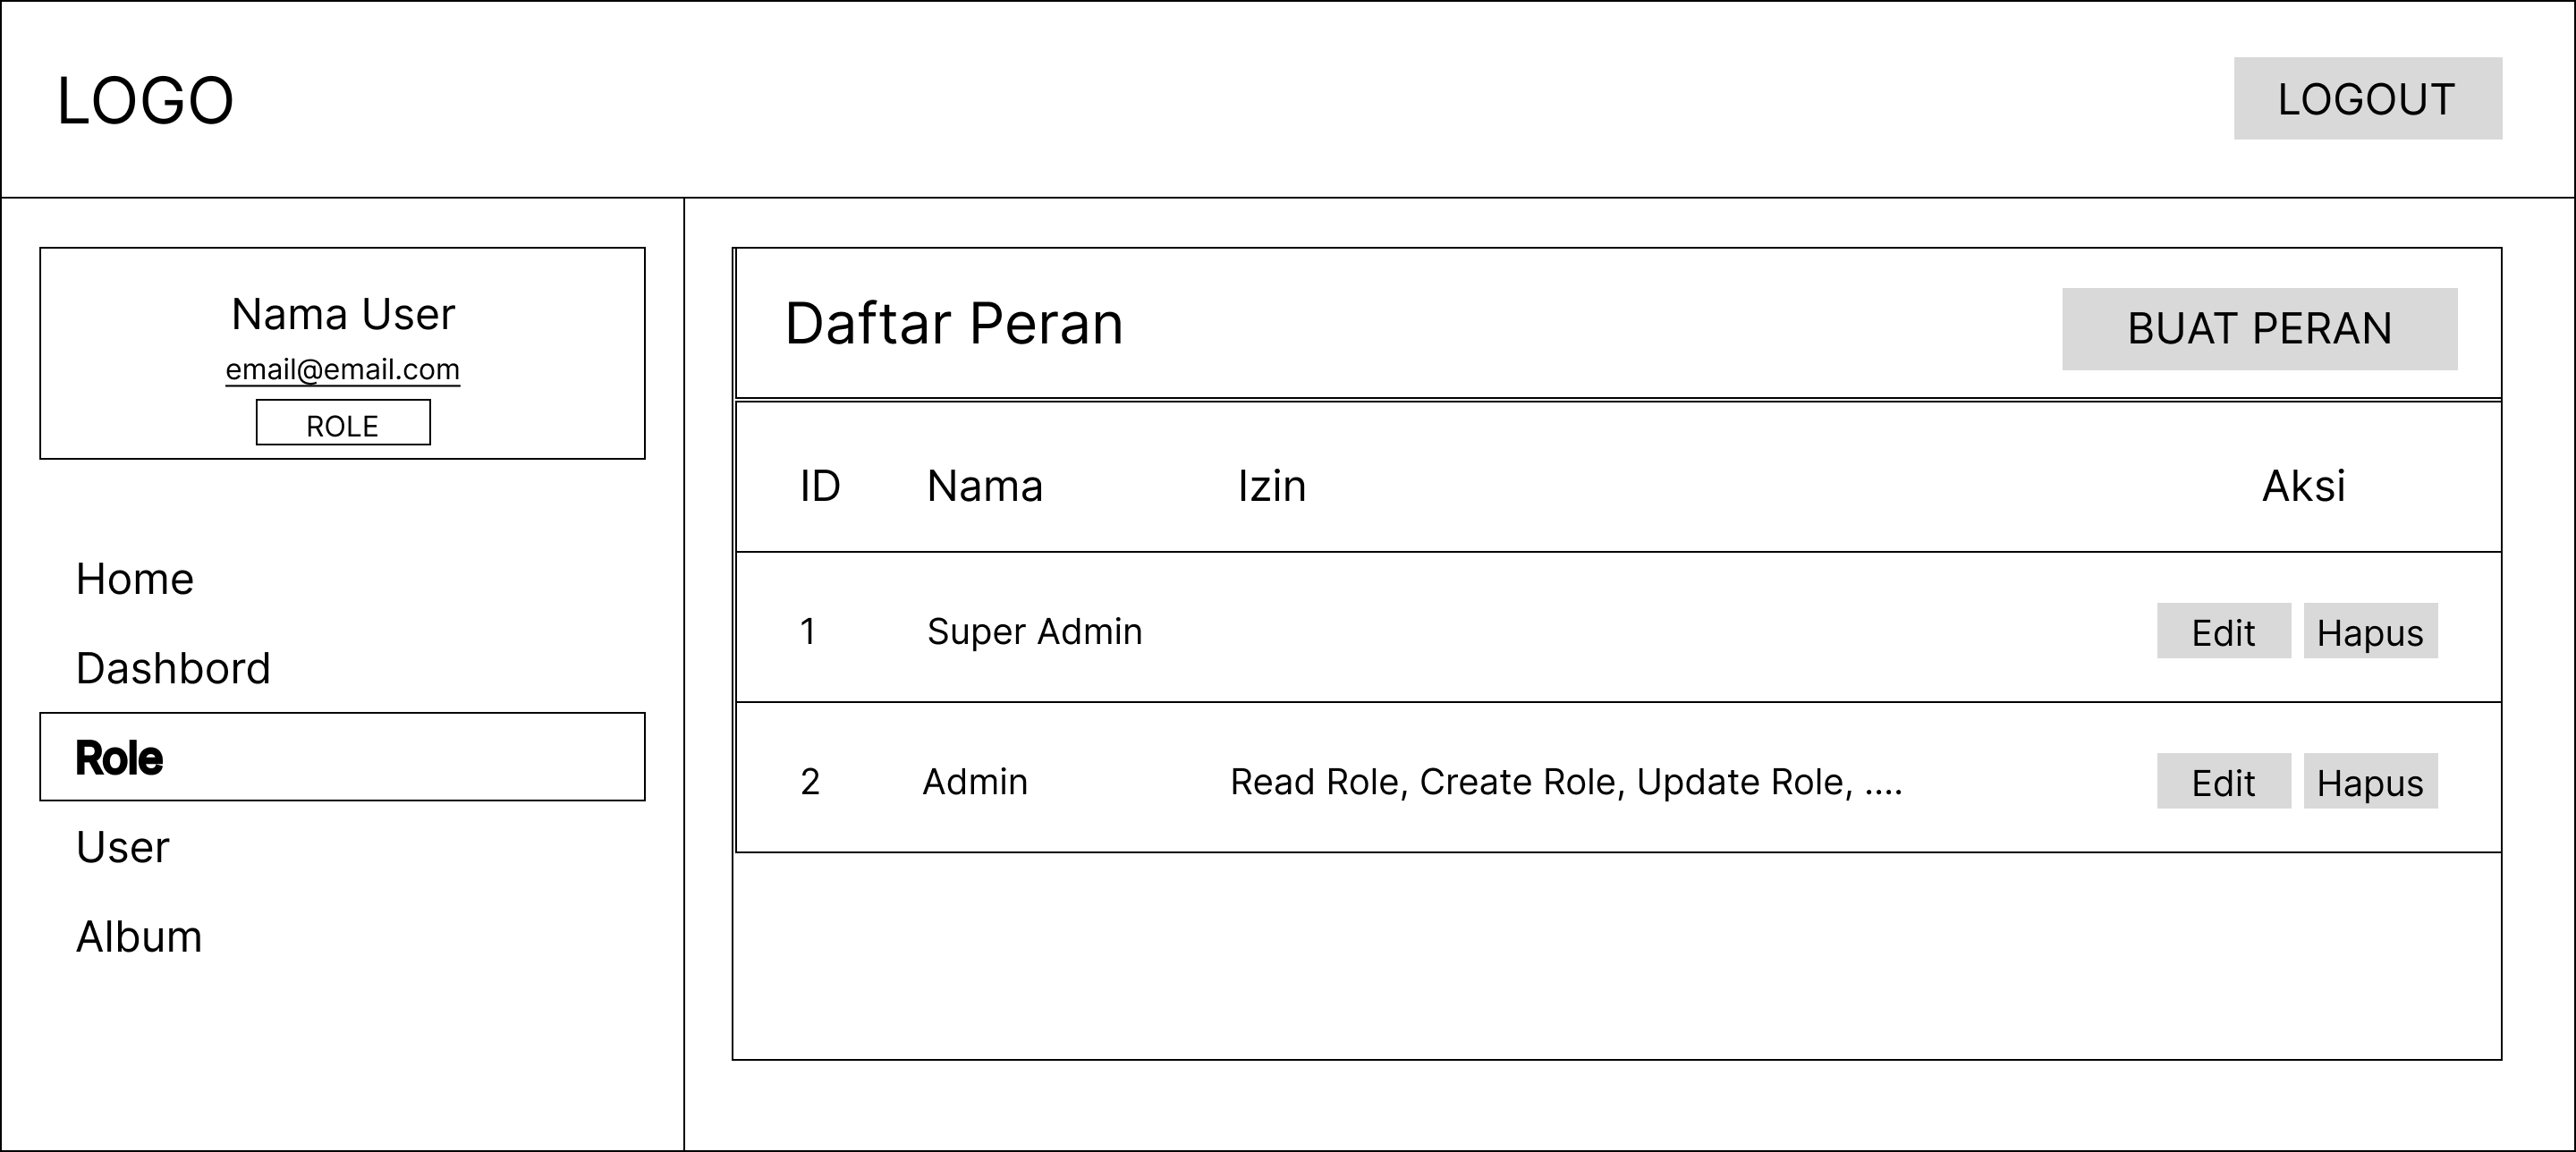 LOGO
LOGOUT
Nama User
email@email.com
ROLE
Home
Dashbord
Role
User
Album
Daftar Peran
BUAT PERAN
ID Nama Izin Aksi
1 Super Admin Edit Hapus
2 Admin Read Role, Create Role, Update Role, .... Edit Hapus